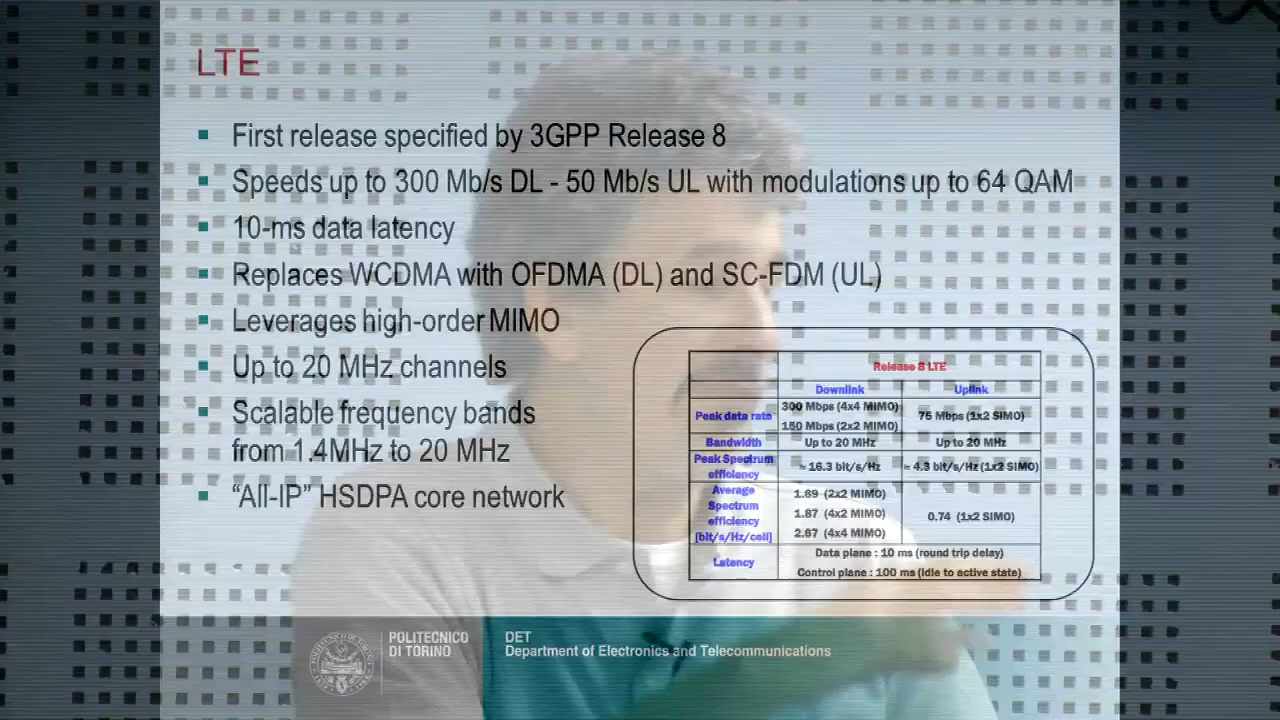 LTE
First release specified by 3GPP Release 8
Speeds up to 300 Mb/s DL - 50 Mb/s UL with modulations up to 64 QAM
10-ms data latency
Replaces WCDMA with OFDMA (DL) and SC-FDM (UL)
Leverages high-order MIMO
Up to 20 MHz channels
Scalable frequency bands
from 1.4MHz to 20 MHz
“All-IP” HSDPA core network
Release 8 LTE
Downlink Uplink
Peak data rate 300 Mbps (4x4 MIMO) 75 Mbps (1x2 SIMO)
150 Mbps (2x2 MIMO)
Bandwidth Up to 20 MHz Up to 20 MHz
Peak Spectrum
efficiency ≈ 16.3 bit/s/Hz ≈ 4.3 bit/s/Hz (1x2 SIMO)
Average
Spectrum
efficiency
[bit/s/Hz/cell]
1.69 (2x2 MIMO)
1.87 (4x2 MIMO) 0.74 (1x2 SIMO)
2.67 (4x4 MIMO)
Latency
Data plane : 10 ms (round trip delay)
Control plane : 100 ms (idle to active state)
POLITECNICO
DI TORINO
DET
Department of Electronics and Telecommunications